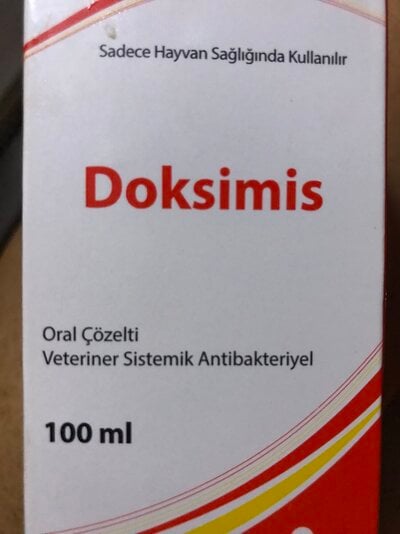 Sadece Hayvan Sağlığında Kullanılır
Doksimis
Oral Çözelti
Veteriner Sistemik Antibakteriyel
100 ml